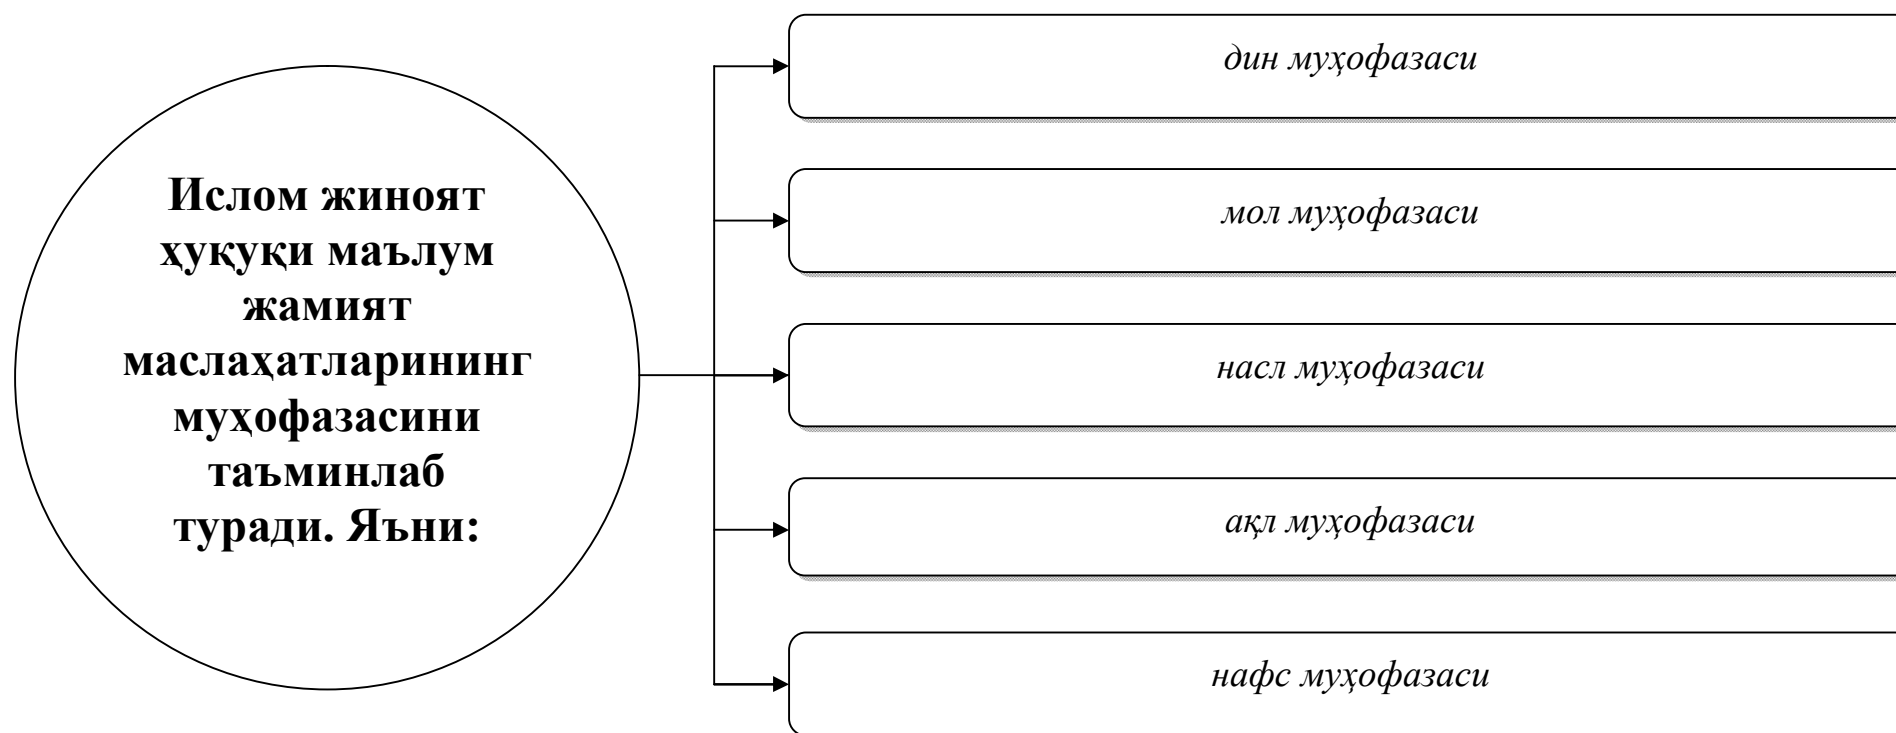 Ислом жиноят
ҳуқуқи маълум
жамият
маслаҳатларининг
муҳофазасини
таъминлаб
туради. Яъни:
дин муҳофазаси
мол муҳофазаси
насл муҳофазаси
ақл муҳофазаси
нафс муҳофазаси